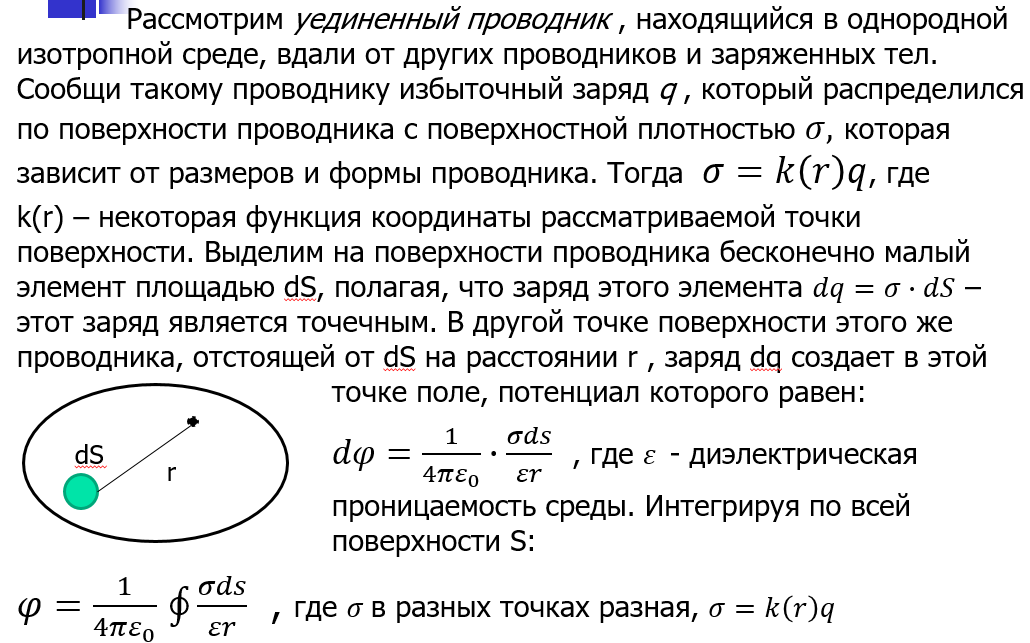 Рассмотрим уединенный проводник , находящийся в однородной
изотропной среде, вдали от других проводников и заряженных тел.
Сообщи такому проводнику избыточный заряд q , который распределился
по поверхности проводника с поверхностной плотностью σ, которая
зависит от размеров и формы проводника. Тогда σ = k(r)q, где
k(r) – некоторая функция координаты рассматриваемой точки
поверхности. Выделим на поверхности проводника бесконечно малый
элемент площадью dS, полагая, что заряд этого элемента dq = σ · dS –
этот заряд является точечным. В другой точке поверхности этого же
проводника, отстоящей от dS на расстоянии r , заряд dq создает в этой
точке поле, потенциал которого равен:
dS
r
dφ = 1/(4πε₀) · σds/(εr) , где ε - диэлектрическая
проницаемость среды. Интегрируя по всей
поверхности S:
φ = 1/(4πε₀) ∮ σds/(εr) , где σ в разных точках разная, σ = k(r)q